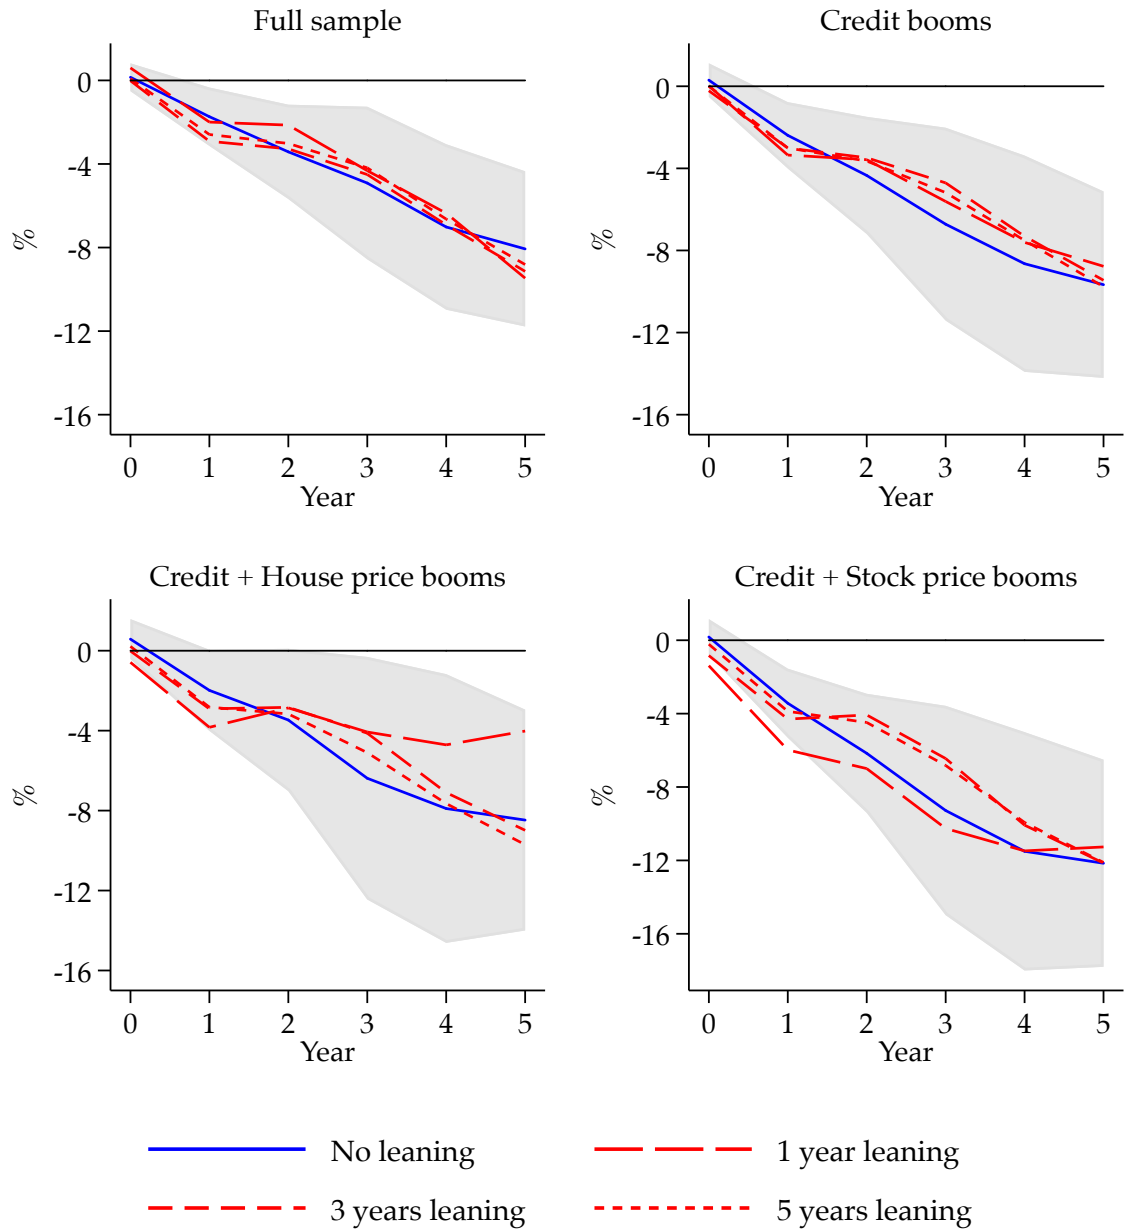 Full sample
Credit booms
0
-4
-8
-12
-16
%
0 1 2 3 4 5
Year
0
-4
-8
-12
-16
%
0 1 2 3 4 5
Year
Credit + House price booms
Credit + Stock price booms
0
-4
-8
-12
-16
%
0 1 2 3 4 5
Year
0
-4
-8
-12
-16
%
0 1 2 3 4 5
Year
No leaning
1 year leaning
3 years leaning
5 years leaning